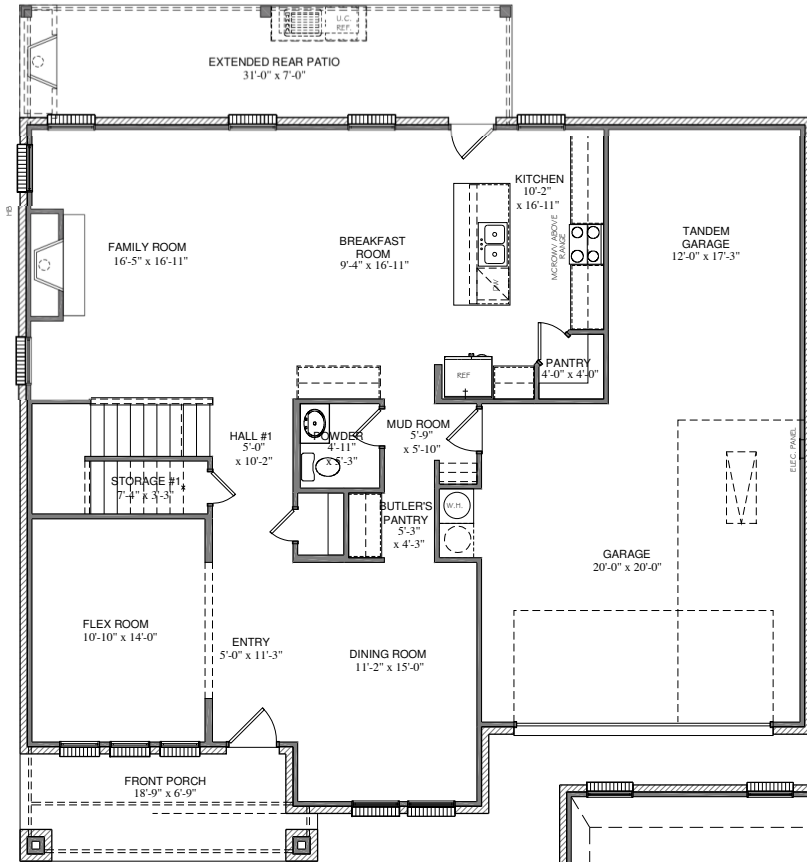 U.C.
REF.
EXTENDED REAR PATIO
31'-0" x 7'-0"
HB
KITCHEN
10'-2"
x 16'-11"
FAMILY ROOM
16'-5" x 16'-11"
BREAKFAST
ROOM
9'-4" x 16'-11"
MICROWV ABOVE
RANGE
TANDEM
GARAGE
12'-0" x 17'-3"
DW
REF
PANTRY
4'-0" x 4'-0"
HALL #1
5'-0"
x 10'-2"
POWDER
4'-11"
x 5'-3"
MUD ROOM
5'-9"
x 5'-10"
ELEC. PANEL
STORAGE #1
7'-4" x 3'-3"
BUTLER'S
PANTRY
5'-3"
x 4'-3"
W.H.
GARAGE
20'-0" x 20'-0"
FLEX ROOM
10'-10" x 14'-0"
ENTRY
5'-0" x 11'-3"
DINING ROOM
11'-2" x 15'-0"
FRONT PORCH
18'-9" x 6'-9"